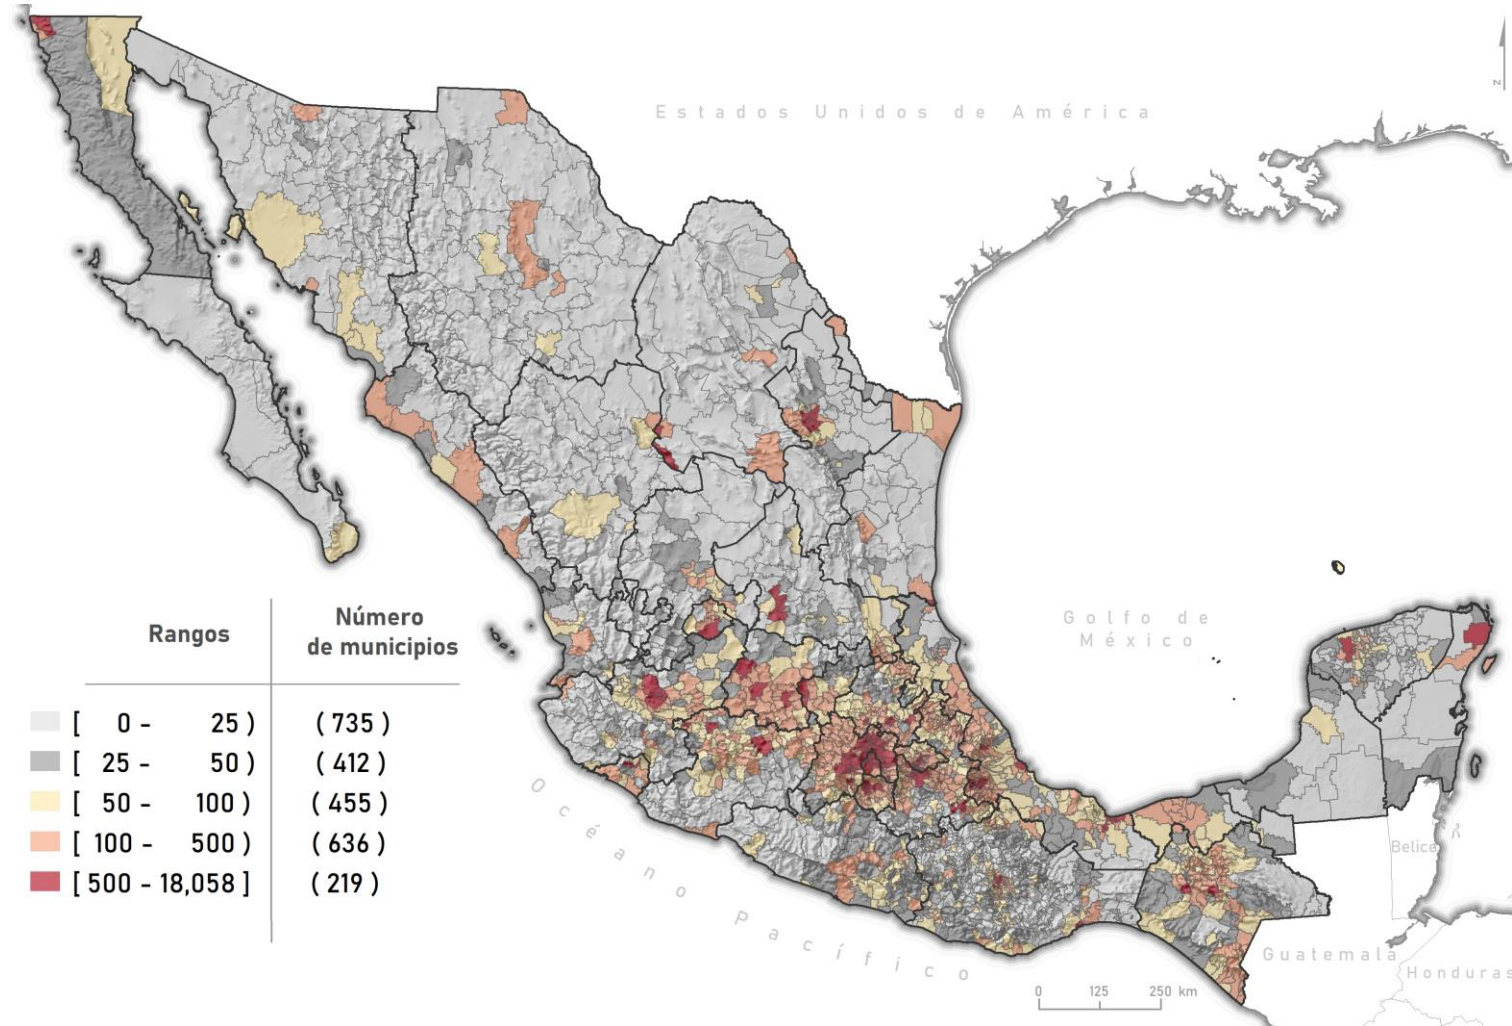 Estados Unidos de América
N
Golfo de
México
Rangos
Número
de municipios
[ 0 - 25 ) ( 735 )
[ 25 - 50 ) ( 412 )
[ 50 - 100 ) ( 455 )
[ 100 - 500 ) ( 636 )
[ 500 - 18,058 ] ( 219 )
Océano Pacífico
Belice
Guatemala
Honduras
0 125 250 km